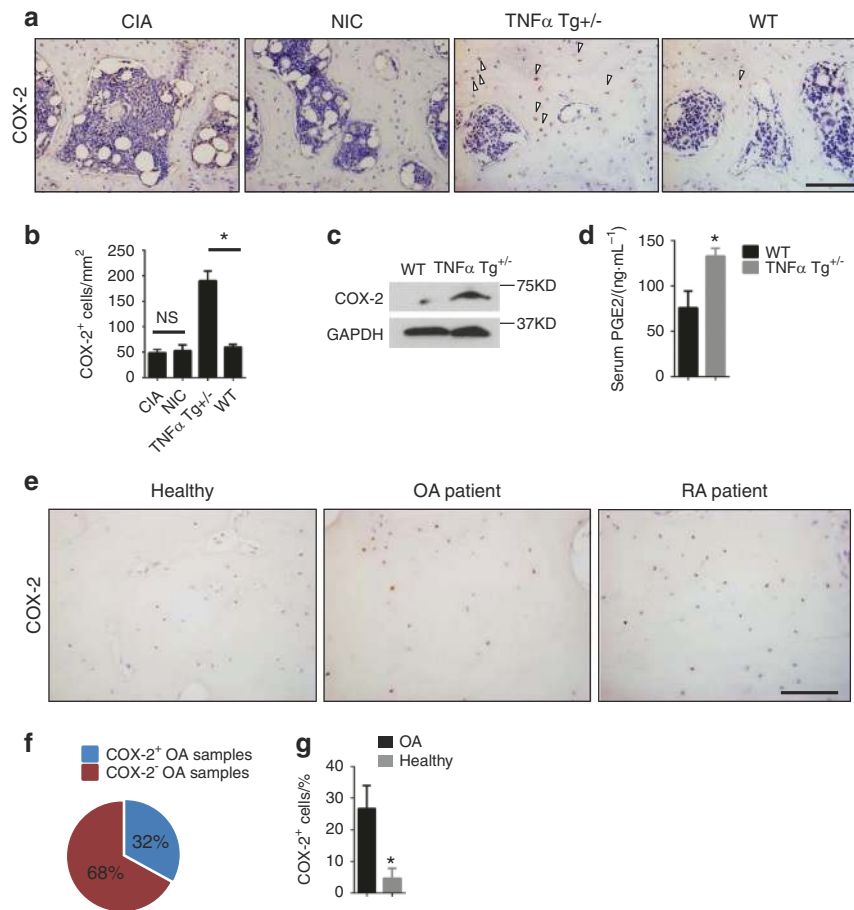 a
CIA
NIC
TNFα Tg+/-
WT
COX-2
b
COX-2⁺ cells/mm²
250
200
150
100
50
0
NS
*
CIA
NIC
TNFα Tg+/-
WT
c
WT
TNFα Tg⁺/⁻
COX-2
75KD
GAPDH
37KD
d
Serum PGE2/(ng·mL⁻¹)
150
100
50
0
*
WT
TNFα Tg⁺/⁻
e
Healthy
OA patient
RA patient
COX-2
f
COX-2⁺ OA samples
COX-2⁻ OA samples
32%
68%
g
OA
Healthy
COX-2⁺ cells/%
40
30
20
10
0
*